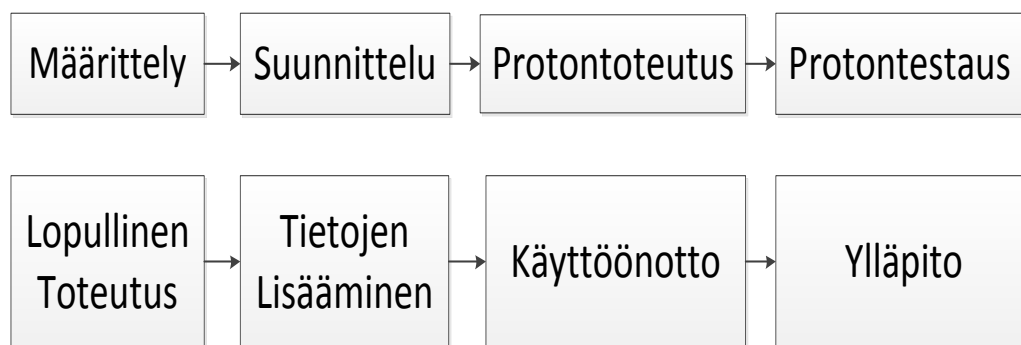 Määrittely
Suunnittelu
Protontoteutus
Protontestaus
Lopullinen
Toteutus
Tietojen
Lisääminen
Käyttöönotto
Ylläpito